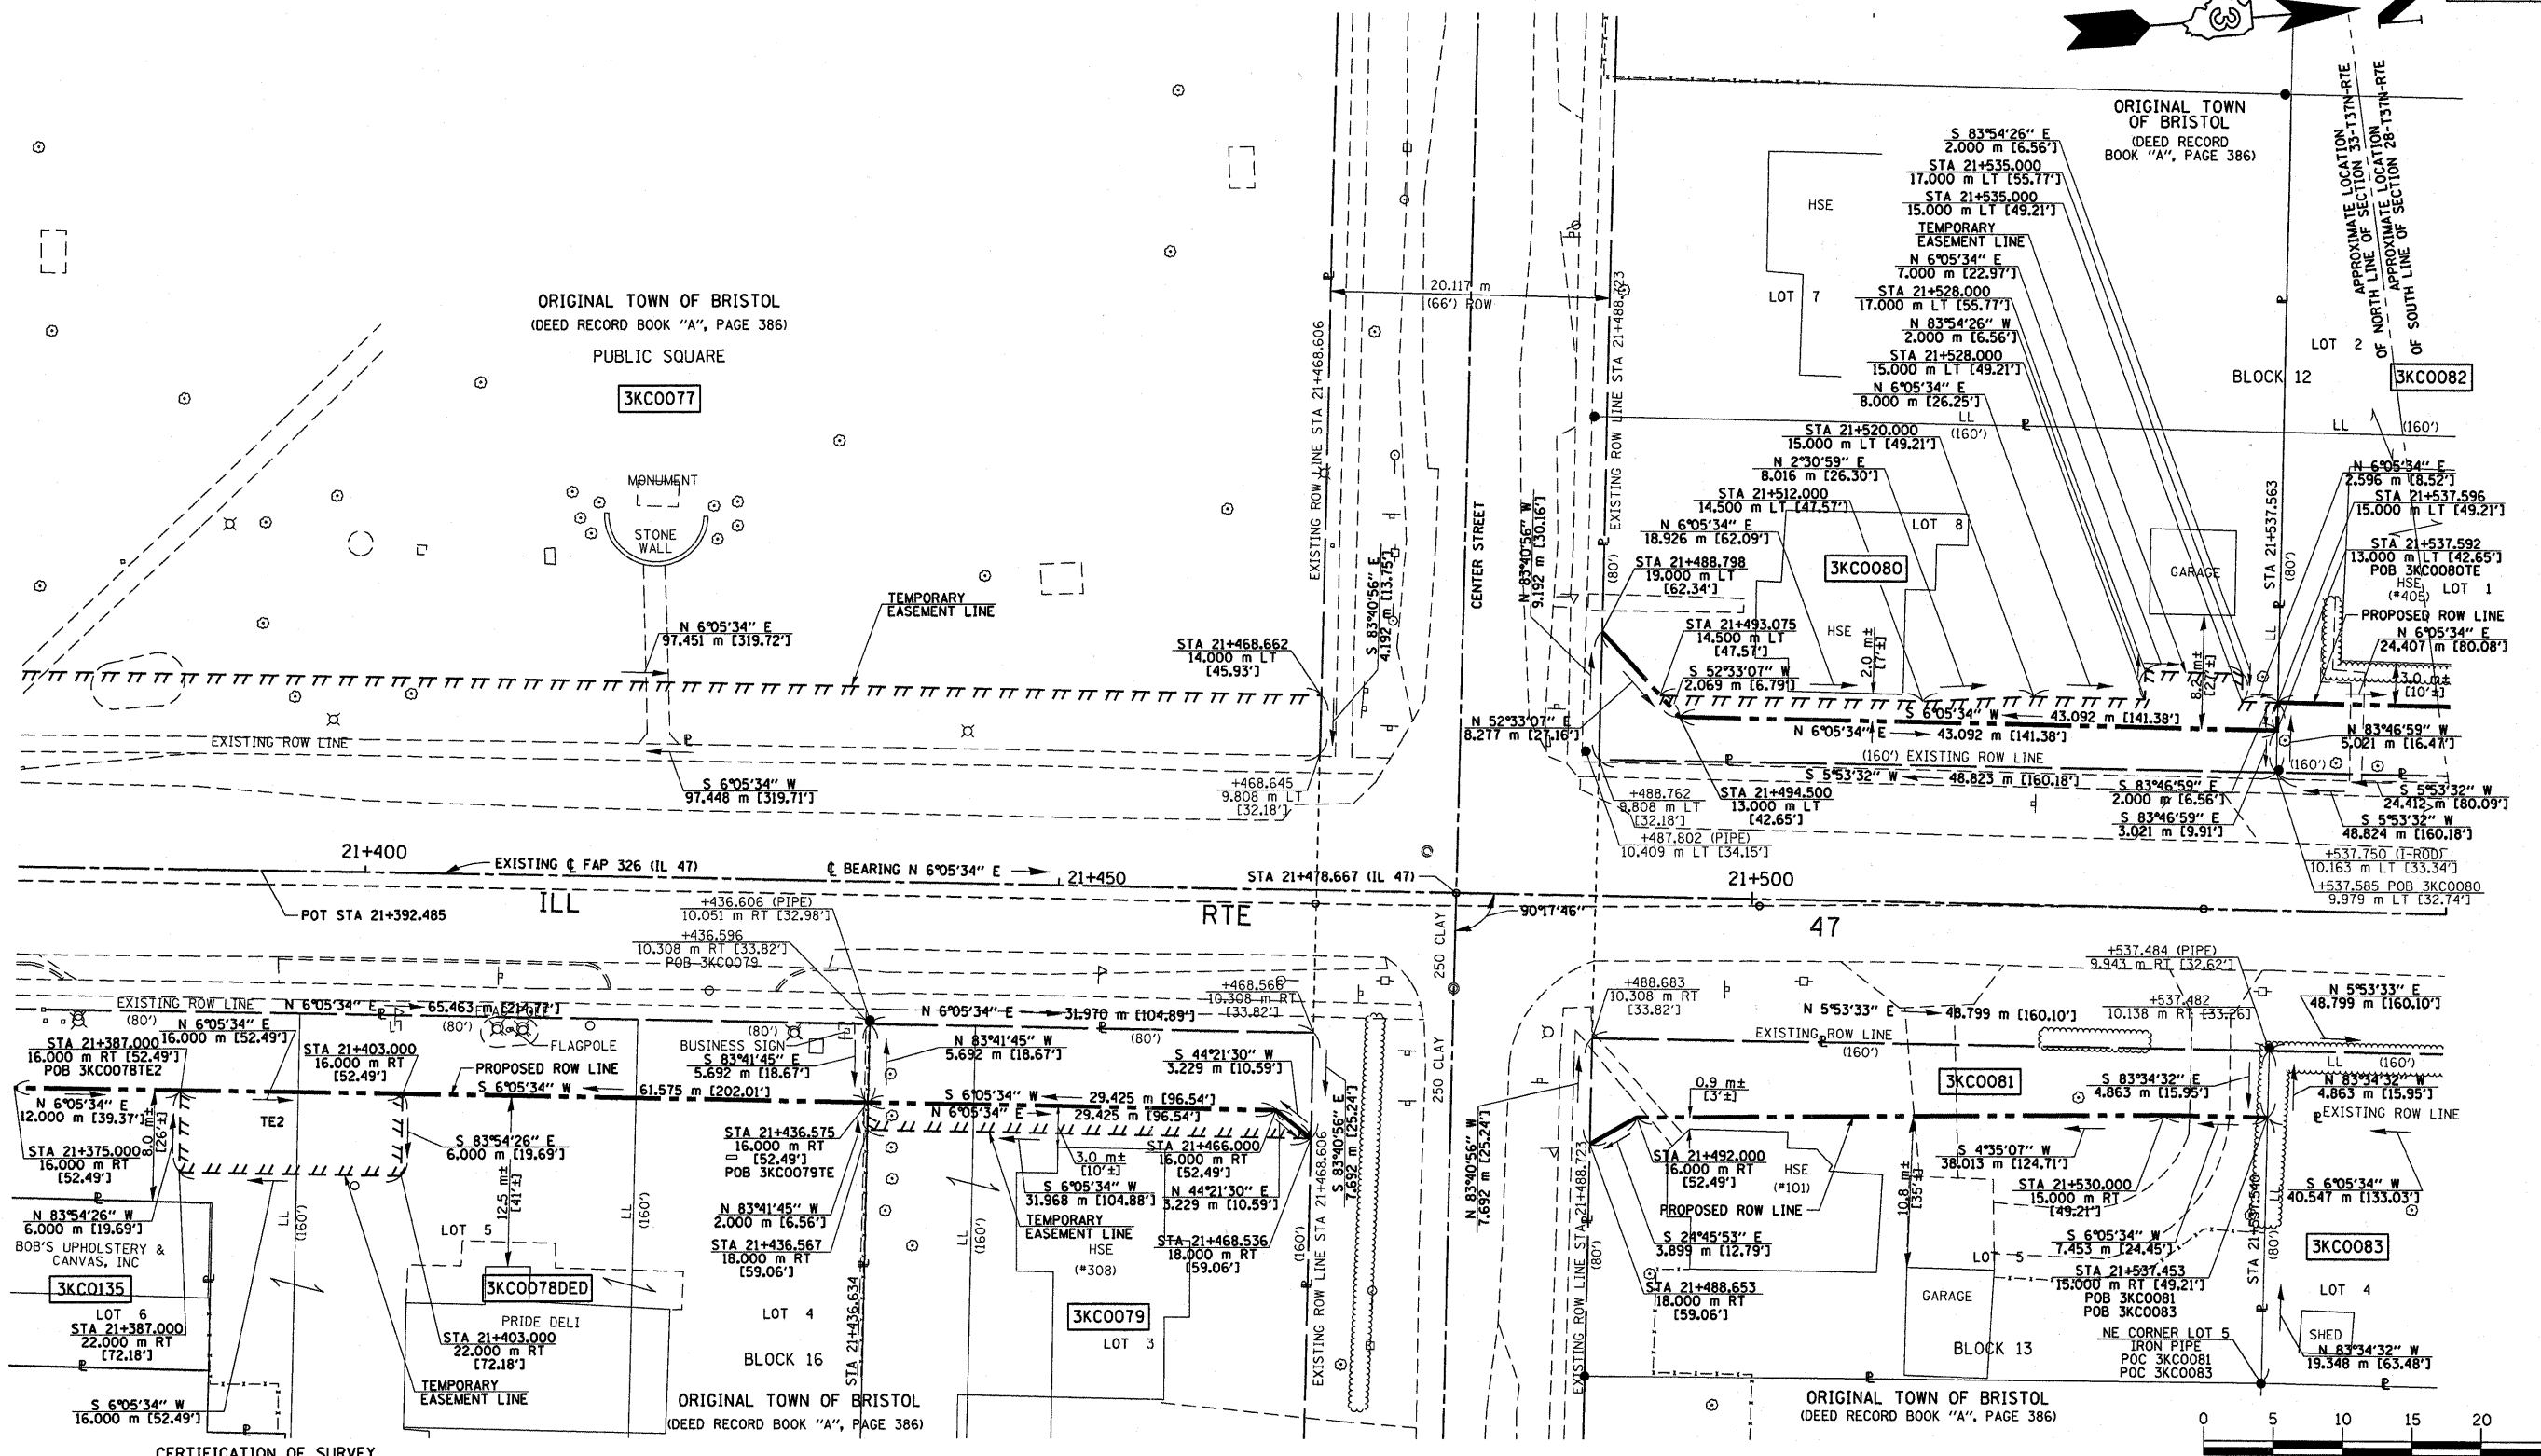 3
ORIGINAL TOWN
OF BRISTOL
(DEED RECORD
BOOK "A", PAGE 386)
APPROXIMATE LOCATION
OF NORTH LINE OF SECTION 33-T37N-R7E
APPROXIMATE LOCATION
OF SOUTH LINE OF SECTION 28-T37N-R7E
S 83°54'26" E
2.000 m [6.56']
STA 21+535.000
17.000 m LT [55.77']
STA 21+535.000
15.000 m LT [49.21']
TEMPORARY
EASEMENT LINE
N 6°05'34" E
7.000 m [22.97']
STA 21+528.000
17.000 m LT [55.77']
N 83°54'26" W
2.000 m [6.56']
STA 21+528.000
15.000 m LT [49.21']
N 6°05'34" E
8.000 m [26.25']
STA 21+520.000
15.000 m LT [49.21']
N 2°30'59" E
8.016 m [26.30']
STA 21+512.000
14.500 m LT [47.57']
N 6°05'34" E
18.926 m [62.09']
STA 21+488.798
19.000 m LT
[62.34']
STA 21+493.075
14.500 m LT
[47.57']
S 52°33'07" W
2.069 m [6.79']
N 52°33'07" E
8.277 m [27.16']
HSE
LOT 7
LL
(160')
LOT 2
BLOCK 12
3KC0082
LL
(160')
LOT 8
3KC0080
HSE
2.0 m±
[7'±]
GARAGE
8.2 m±
[27'±]
STA 21+537.563
(80')
LL
N 6°05'34" E
2.596 m [8.52']
STA 21+537.596
15.000 m LT [49.21']
STA 21+537.592
13.000 m LT [42.65']
POB 3KC0080TE
HSE
(#405)
LOT 1
PROPOSED ROW LINE
N 6°05'34" E
24.407 m [80.08']
3.0 m±
[10'±]
N 83°46'59" W
5.021 m [16.47']
(160')
S 5°53'32" W
24.412 m [80.09']
S 5°53'32" W
48.824 m [160.18']
+537.750 (I-ROD)
10.163 m LT [33.34']
+537.585 POB 3KC0080
9.979 m LT [32.74']
S 6°05'34" W
43.092 m [141.38']
N 6°05'34" E
43.092 m [141.38']
(160') EXISTING ROW LINE
S 5°53'32" W
48.823 m [160.18']
S 83°46'59" E
2.000 m [6.56']
S 83°46'59" E
3.021 m [9.91']
STA 21+494.500
13.000 m LT
[42.65']
+488.762
9.808 m LT
[32.18']
+487.802 (PIPE)
10.409 m LT [34.15']
20.117 m
(66') ROW
EXISTING ROW LINE STA 21+468.606
EXISTING ROW LINE STA 21+488.723
(80')
CENTER STREET
N 83°40'56" W
9.192 m [30.16']
S 83°40'56" E
4.192 m [13.75']
ORIGINAL TOWN OF BRISTOL
(DEED RECORD BOOK "A", PAGE 386)
PUBLIC SQUARE
3KC0077
MONUMENT
STONE
WALL
TEMPORARY
EASEMENT LINE
N 6°05'34" E
97.451 m [319.72']
STA 21+468.662
14.000 m LT
[45.93']
EXISTING ROW LINE
S 6°05'34" W
97.448 m [319.71']
+468.645
9.808 m LT
[32.18']
21+400
EXISTING ℄ FAP 326 (IL 47)
℄ BEARING N 6°05'34" E
21+450
STA 21+478.667 (IL 47)
21+500
POT STA 21+392.485
ILL
RTE
47
90°17'46"
250 CLAY
250 CLAY
+436.606 (PIPE)
10.051 m RT [32.98']
+436.596
10.308 m RT [33.82']
POB 3KC0079
+468.566
10.308 m RT
[33.82']
EXISTING ROW LINE
(80')
N 6°05'34" E
65.463 m [214.77']
(80')
FLAGPOLE
(80')
BUSINESS SIGN
N 6°05'34" E
31.970 m [104.89']
(80')
N 6°05'34" E
16.000 m [52.49']
STA 21+387.000
16.000 m RT [52.49']
POB 3KC0078TE2
STA 21+403.000
16.000 m RT
[52.49']
PROPOSED ROW LINE
S 83°41'45" E
5.692 m [18.67']
N 83°41'45" W
5.692 m [18.67']
S 44°21'30" W
3.229 m [10.59']
S 6°05'34" W
61.575 m [202.01']
S 6°05'34" W
29.425 m [96.54']
N 6°05'34" E
29.425 m [96.54']
N 6°05'34" E
12.000 m [39.37']
8.0 m±
[26'±]
TE2
STA 21+375.000
16.000 m RT
[52.49']
S 83°54'26" E
6.000 m [19.69']
12.5 m±
[41'±]
STA 21+436.575
16.000 m RT
[52.49']
POB 3KC0079TE
3.0 m±
[10'±]
STA 21+466.000
16.000 m RT
[52.49']
S 6°05'34" W
31.968 m [104.88']
N 44°21'30" E
3.229 m [10.59']
S 83°40'56" E
7.692 m [25.24']
N 83°40'56" W
7.692 m [25.24']
N 83°54'26" W
6.000 m [19.69']
BOB'S UPHOLSTERY &
CANVAS, INC
3KC0135
LOT 6
STA 21+387.000
22.000 m RT
[72.18']
S 6°05'34" W
16.000 m [52.49']
LL
(160')
LOT 5
3KC0078DED
PRIDE DELI
STA 21+403.000
22.000 m RT
[72.18']
TEMPORARY
EASEMENT LINE
LL
(160')
N 83°41'45" W
2.000 m [6.56']
STA 21+436.567
18.000 m RT
[59.06']
LOT 4
BLOCK 16
STA 21+436.634
LL
(160')
TEMPORARY
EASEMENT LINE
HSE
(#308)
STA 21+468.536
18.000 m RT
[59.06']
3KC0079
LOT 3
(160')
EXISTING ROW LINE STA 21+468.606
ORIGINAL TOWN OF BRISTOL
(DEED RECORD BOOK "A", PAGE 386)
+488.683
10.308 m RT
[33.82']
EXISTING ROW LINE
(160')
N 5°53'33" E
48.799 m [160.10']
+537.484 (PIPE)
9.943 m RT [32.62']
+537.482
10.138 m RT [33.26]
N 5°53'33" E
48.799 m [160.10']
LL
(160')
0.9 m±
[3'±]
3KC0081
S 83°34'32" E
4.863 m [15.95']
N 83°34'32" W
4.863 m [15.95']
EXISTING ROW LINE
STA 21+492.000
16.000 m RT
[52.49']
HSE
(#101)
PROPOSED ROW LINE
10.8 m±
[35'±]
S 4°35'07" W
38.013 m [124.71']
STA 21+530.000
15.000 m RT
[49.21']
S 6°05'34" W
40.547 m [133.03']
S 24°45'53" E
3.899 m [12.79']
STA 21+488.653
18.000 m RT
[59.06']
EXISTING ROW LINE STA 21+488.723
(80')
LOT 5
S 6°05'34" W
7.453 m [24.45']
STA 21+537.453
15.000 m RT [49.21']
POB 3KC0081
POB 3KC0083
STA 21+537.540
(80')
LL
3KC0083
LOT 4
GARAGE
BLOCK 13
NE CORNER LOT 5
IRON PIPE
POC 3KC0081
POC 3KC0083
SHED
N 83°34'32" W
19.348 m [63.48']
ORIGINAL TOWN OF BRISTOL
(DEED RECORD BOOK "A", PAGE 386)
0 5 10 15 20
CERTIFICATION OF SURVEY